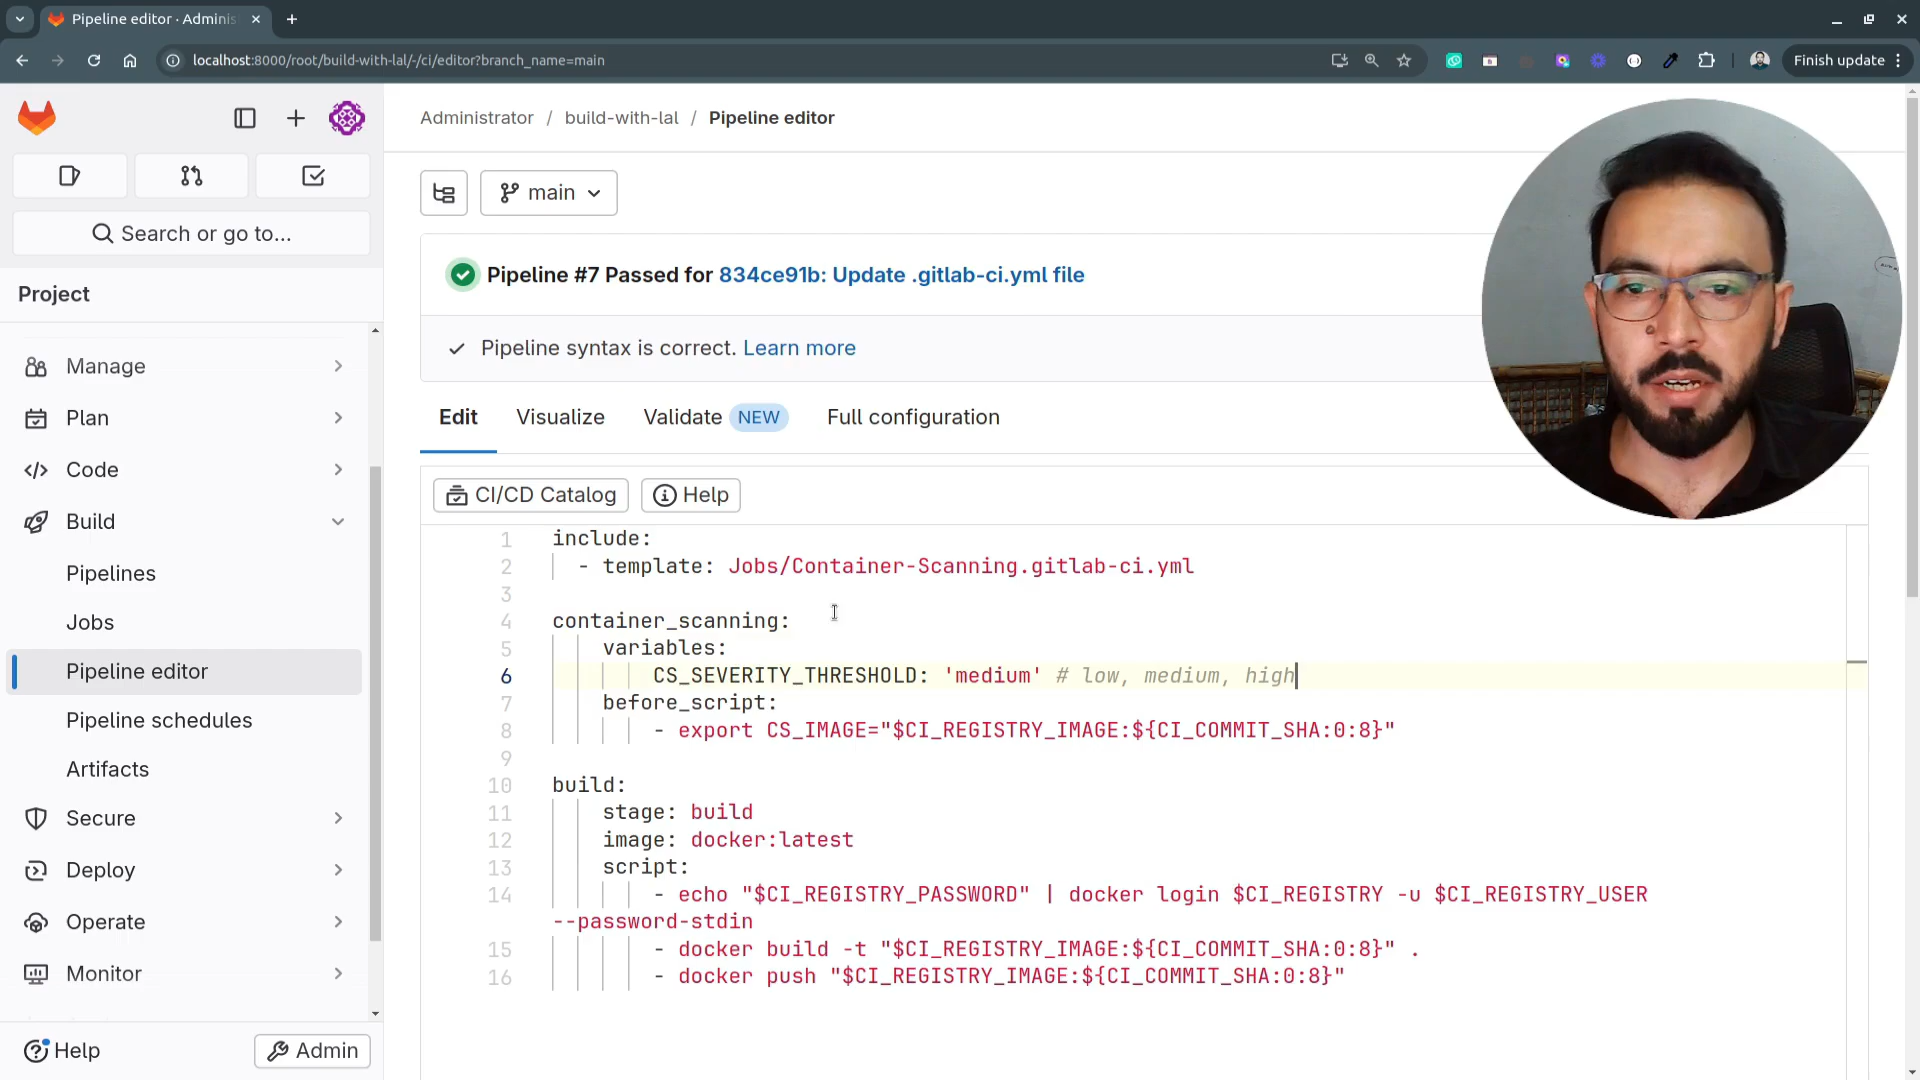 Pipeline editor · Adminis
localhost:8000/root/build-with-lal/-/ci/editor?branch_name=main
Finish update
Administrator / build-with-lal / Pipeline editor
main
Search or go to...
Pipeline #7 Passed for 834ce91b: Update .gitlab-ci.yml file
Project
Pipeline syntax is correct. Learn more
Manage
Plan
Code
Build
Pipelines
Jobs
Pipeline editor
Pipeline schedules
Artifacts
Secure
Deploy
Operate
Monitor
Help
Admin
Edit Visualize Validate NEW Full configuration
CI/CD Catalog Help
1 include:
2 - template: Jobs/Container-Scanning.gitlab-ci.yml
3
4 container_scanning:
5 variables:
6 CS_SEVERITY_THRESHOLD: 'medium' # low, medium, high
7 before_script:
8 - export CS_IMAGE="$CI_REGISTRY_IMAGE:${CI_COMMIT_SHA:0:8}"
9
10 build:
11 stage: build
12 image: docker:latest
13 script:
14 - echo "$CI_REGISTRY_PASSWORD" | docker login $CI_REGISTRY -u $CI_REGISTRY_USER
--password-stdin
15 - docker build -t "$CI_REGISTRY_IMAGE:${CI_COMMIT_SHA:0:8}" .
16 - docker push "$CI_REGISTRY_IMAGE:${CI_COMMIT_SHA:0:8}"